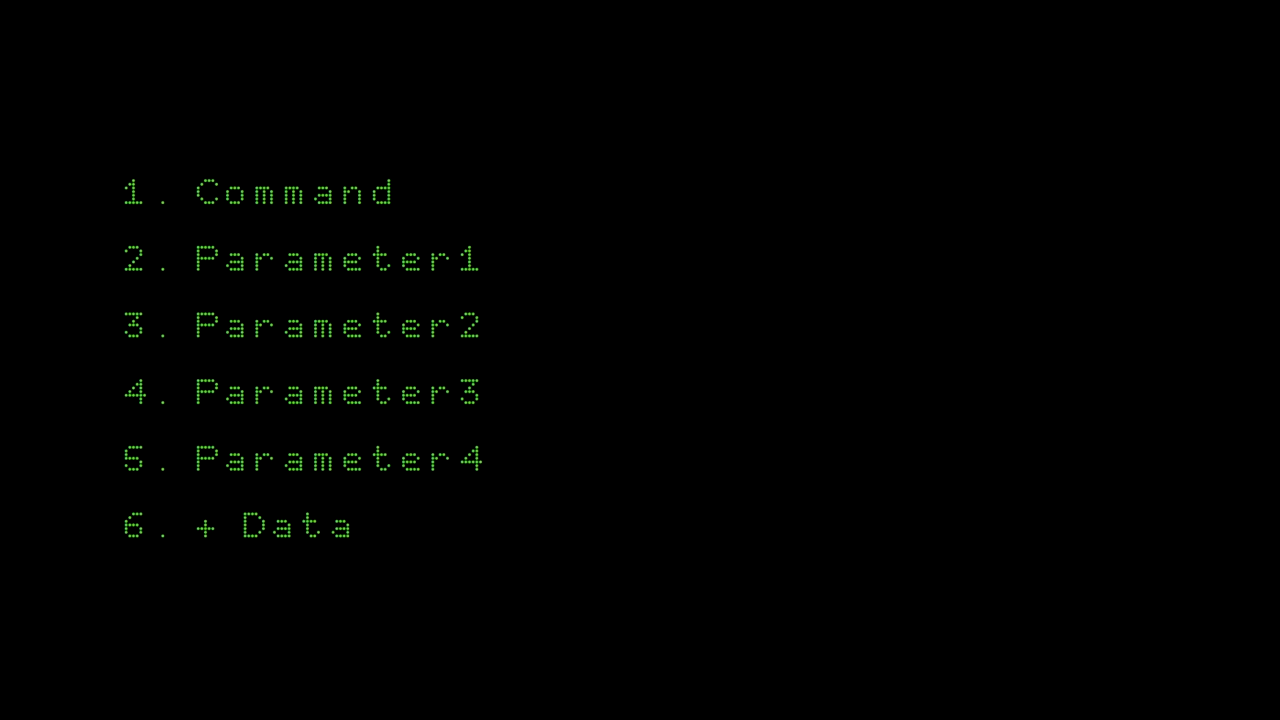 1. Command
2. Parameter1
3. Parameter2
4. Parameter3
5. Parameter4
6. + Data